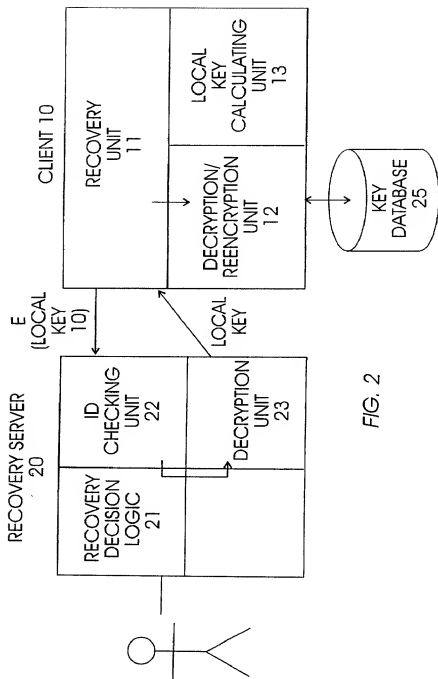 RECOVERY SERVER
20
RECOVERY
DECISION
LOGIC
21
ID
CHECKING
UNIT
22
DECRYPTION
UNIT
23
E
(LOCAL
KEY
10)
LOCAL
KEY
CLIENT 10
RECOVERY
UNIT
11
DECRYPTION/
REENCRYPTION
UNIT
12
LOCAL
KEY
CALCULATING
UNIT
13
KEY
DATABASE
25
FIG. 2